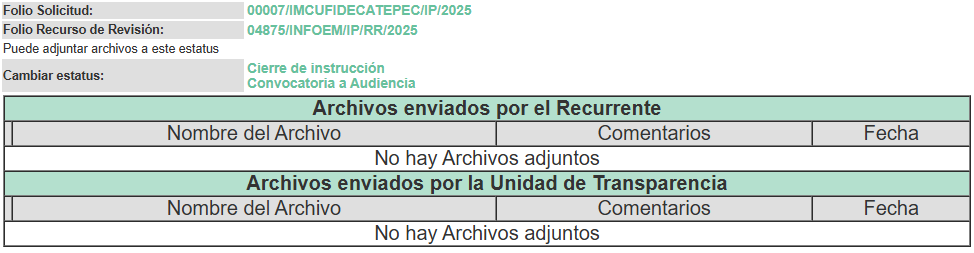 Folio Solicitud: 00007/IMCUFIDECATEPEC/IP/2025
Folio Recurso de Revisión: 04875/INFOEM/IP/RR/2025
Puede adjuntar archivos a este estatus
Cambiar estatus: Cierre de instrucción
Convocatoria a Audiencia
Archivos enviados por el Recurrente
Nombre del Archivo Comentarios Fecha
No hay Archivos adjuntos
Archivos enviados por la Unidad de Transparencia
Nombre del Archivo Comentarios Fecha
No hay Archivos adjuntos